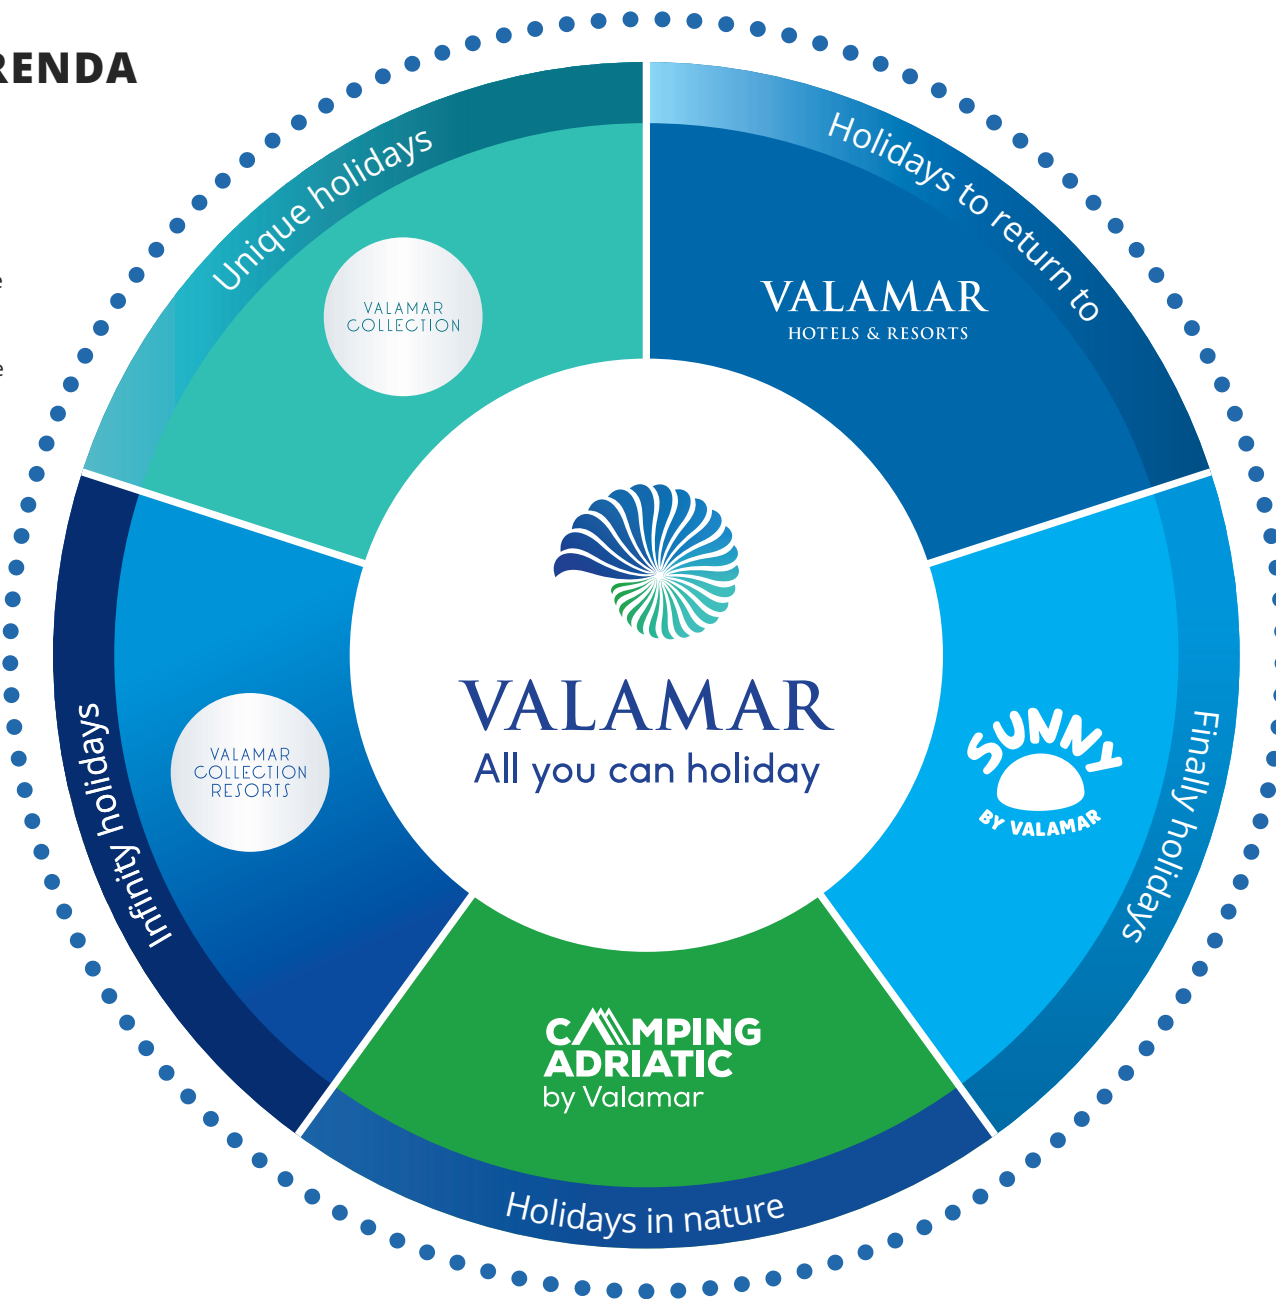 Unique holidays
Holidays to return to
VALAMAR
COLLECTION
VALAMAR
HOTELS & RESORTS
VALAMAR
All you can holiday
VALAMAR
COLLECTION
RESORTS
Infinity holidays
SUNNY
BY VALAMAR
Finally holidays
CAMPING
ADRIATIC
by Valamar
Holidays in nature